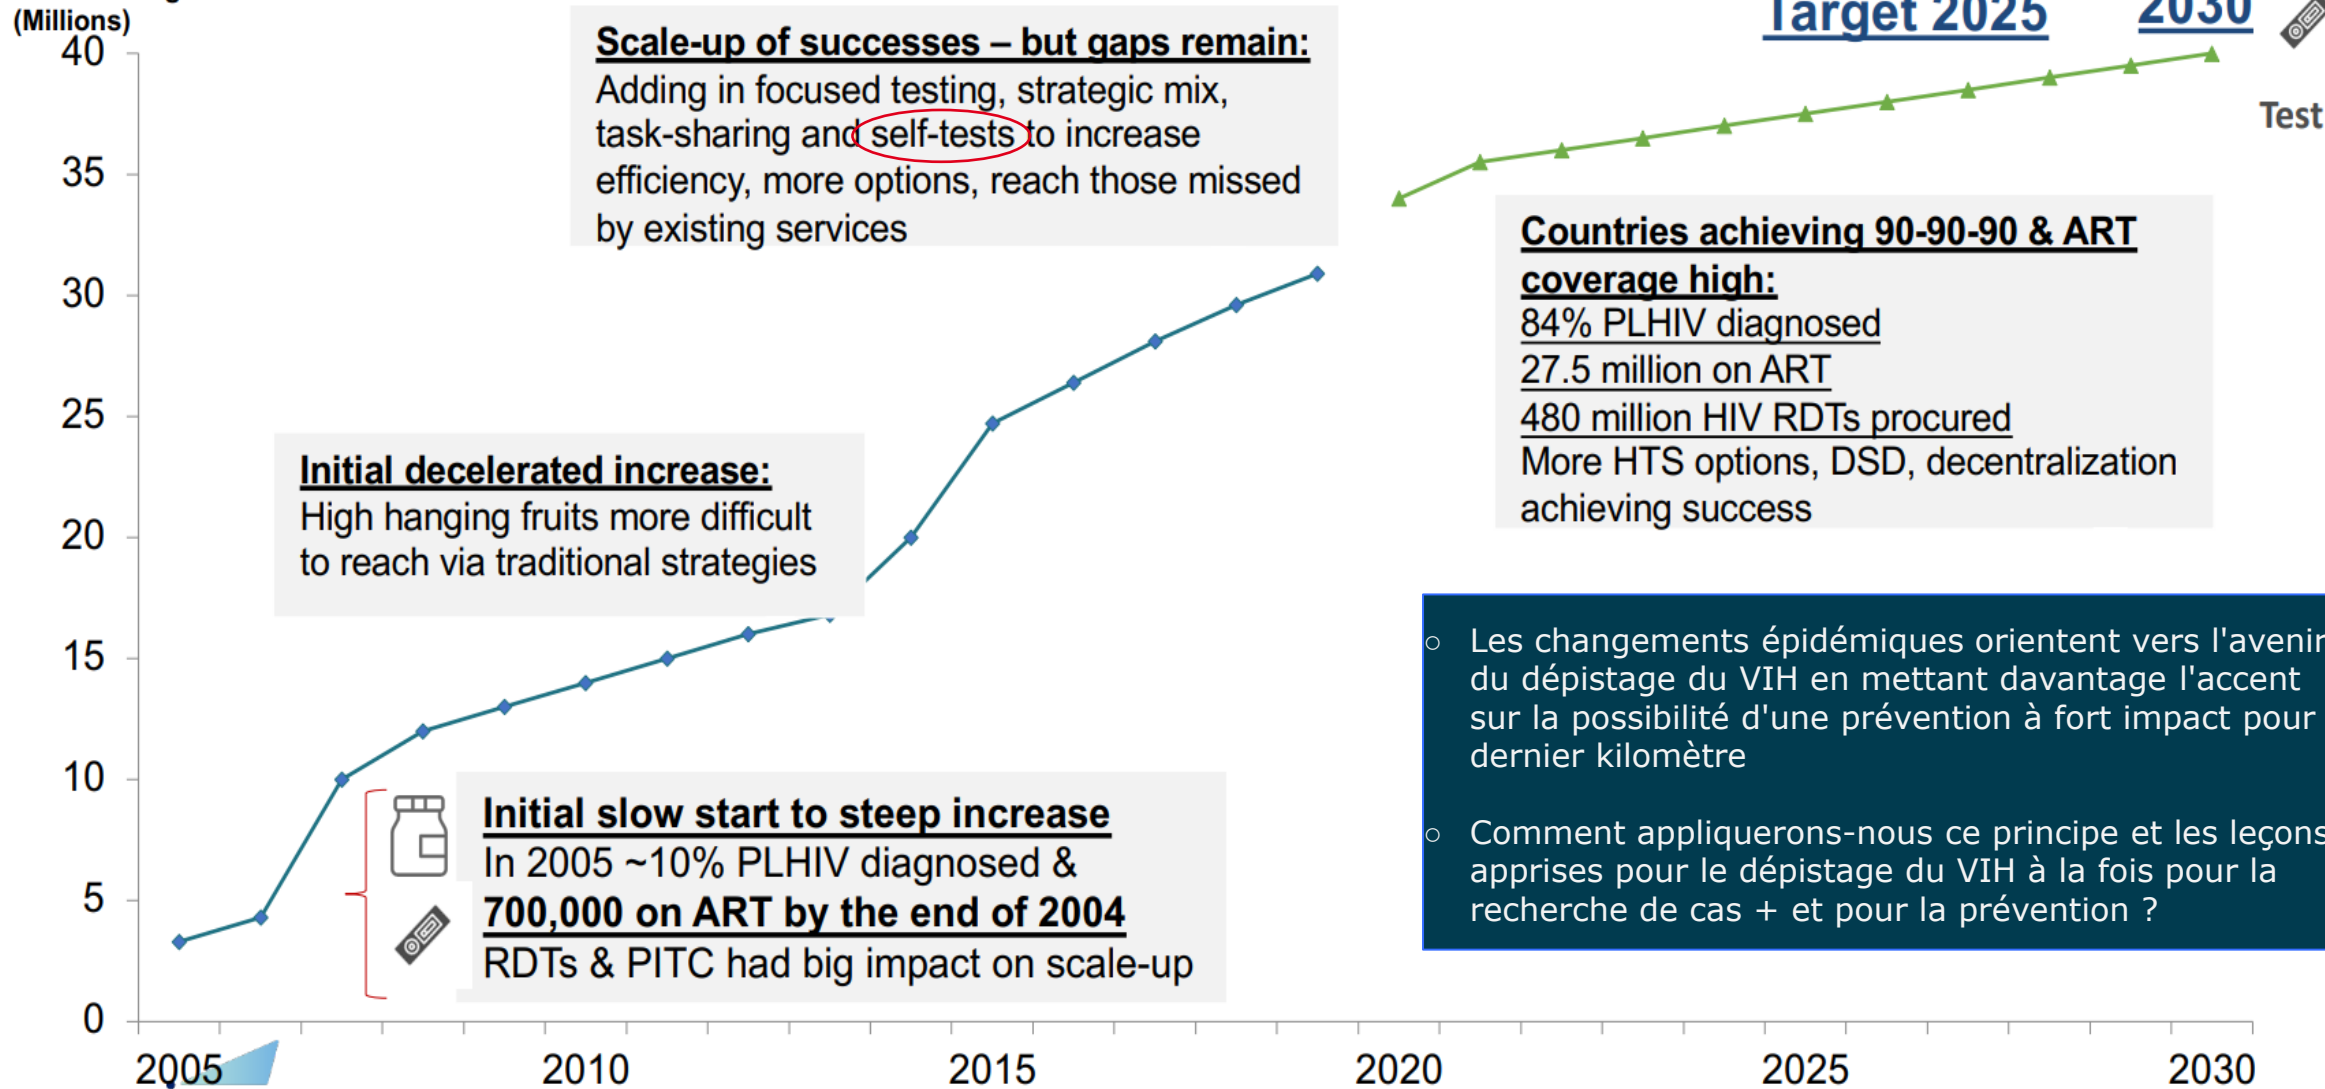 (Millions)
40
35
30
25
20
15
10
5
0
2005
2010
2015
2020
2025
2030
Scale-up of successes – but gaps remain:
Adding in focused testing, strategic mix,
task-sharing and self-tests to increase
efficiency, more options, reach those missed
by existing services
Target 2025
2030
Test
Countries achieving 90-90-90 & ART
coverage high:
84% PLHIV diagnosed
27.5 million on ART
480 million HIV RDTs procured
More HTS options, DSD, decentralization
achieving success
Initial decelerated increase:
High hanging fruits more difficult
to reach via traditional strategies
Initial slow start to steep increase
In 2005 ~10% PLHIV diagnosed &
700,000 on ART by the end of 2004
RDTs & PITC had big impact on scale-up
○ Les changements épidémiques orientent vers l'avenir
du dépistage du VIH en mettant davantage l'accent
sur la possibilité d'une prévention à fort impact pour
dernier kilomètre
○ Comment appliquerons-nous ce principe et les leçons
apprises pour le dépistage du VIH à la fois pour la
recherche de cas + et pour la prévention ?